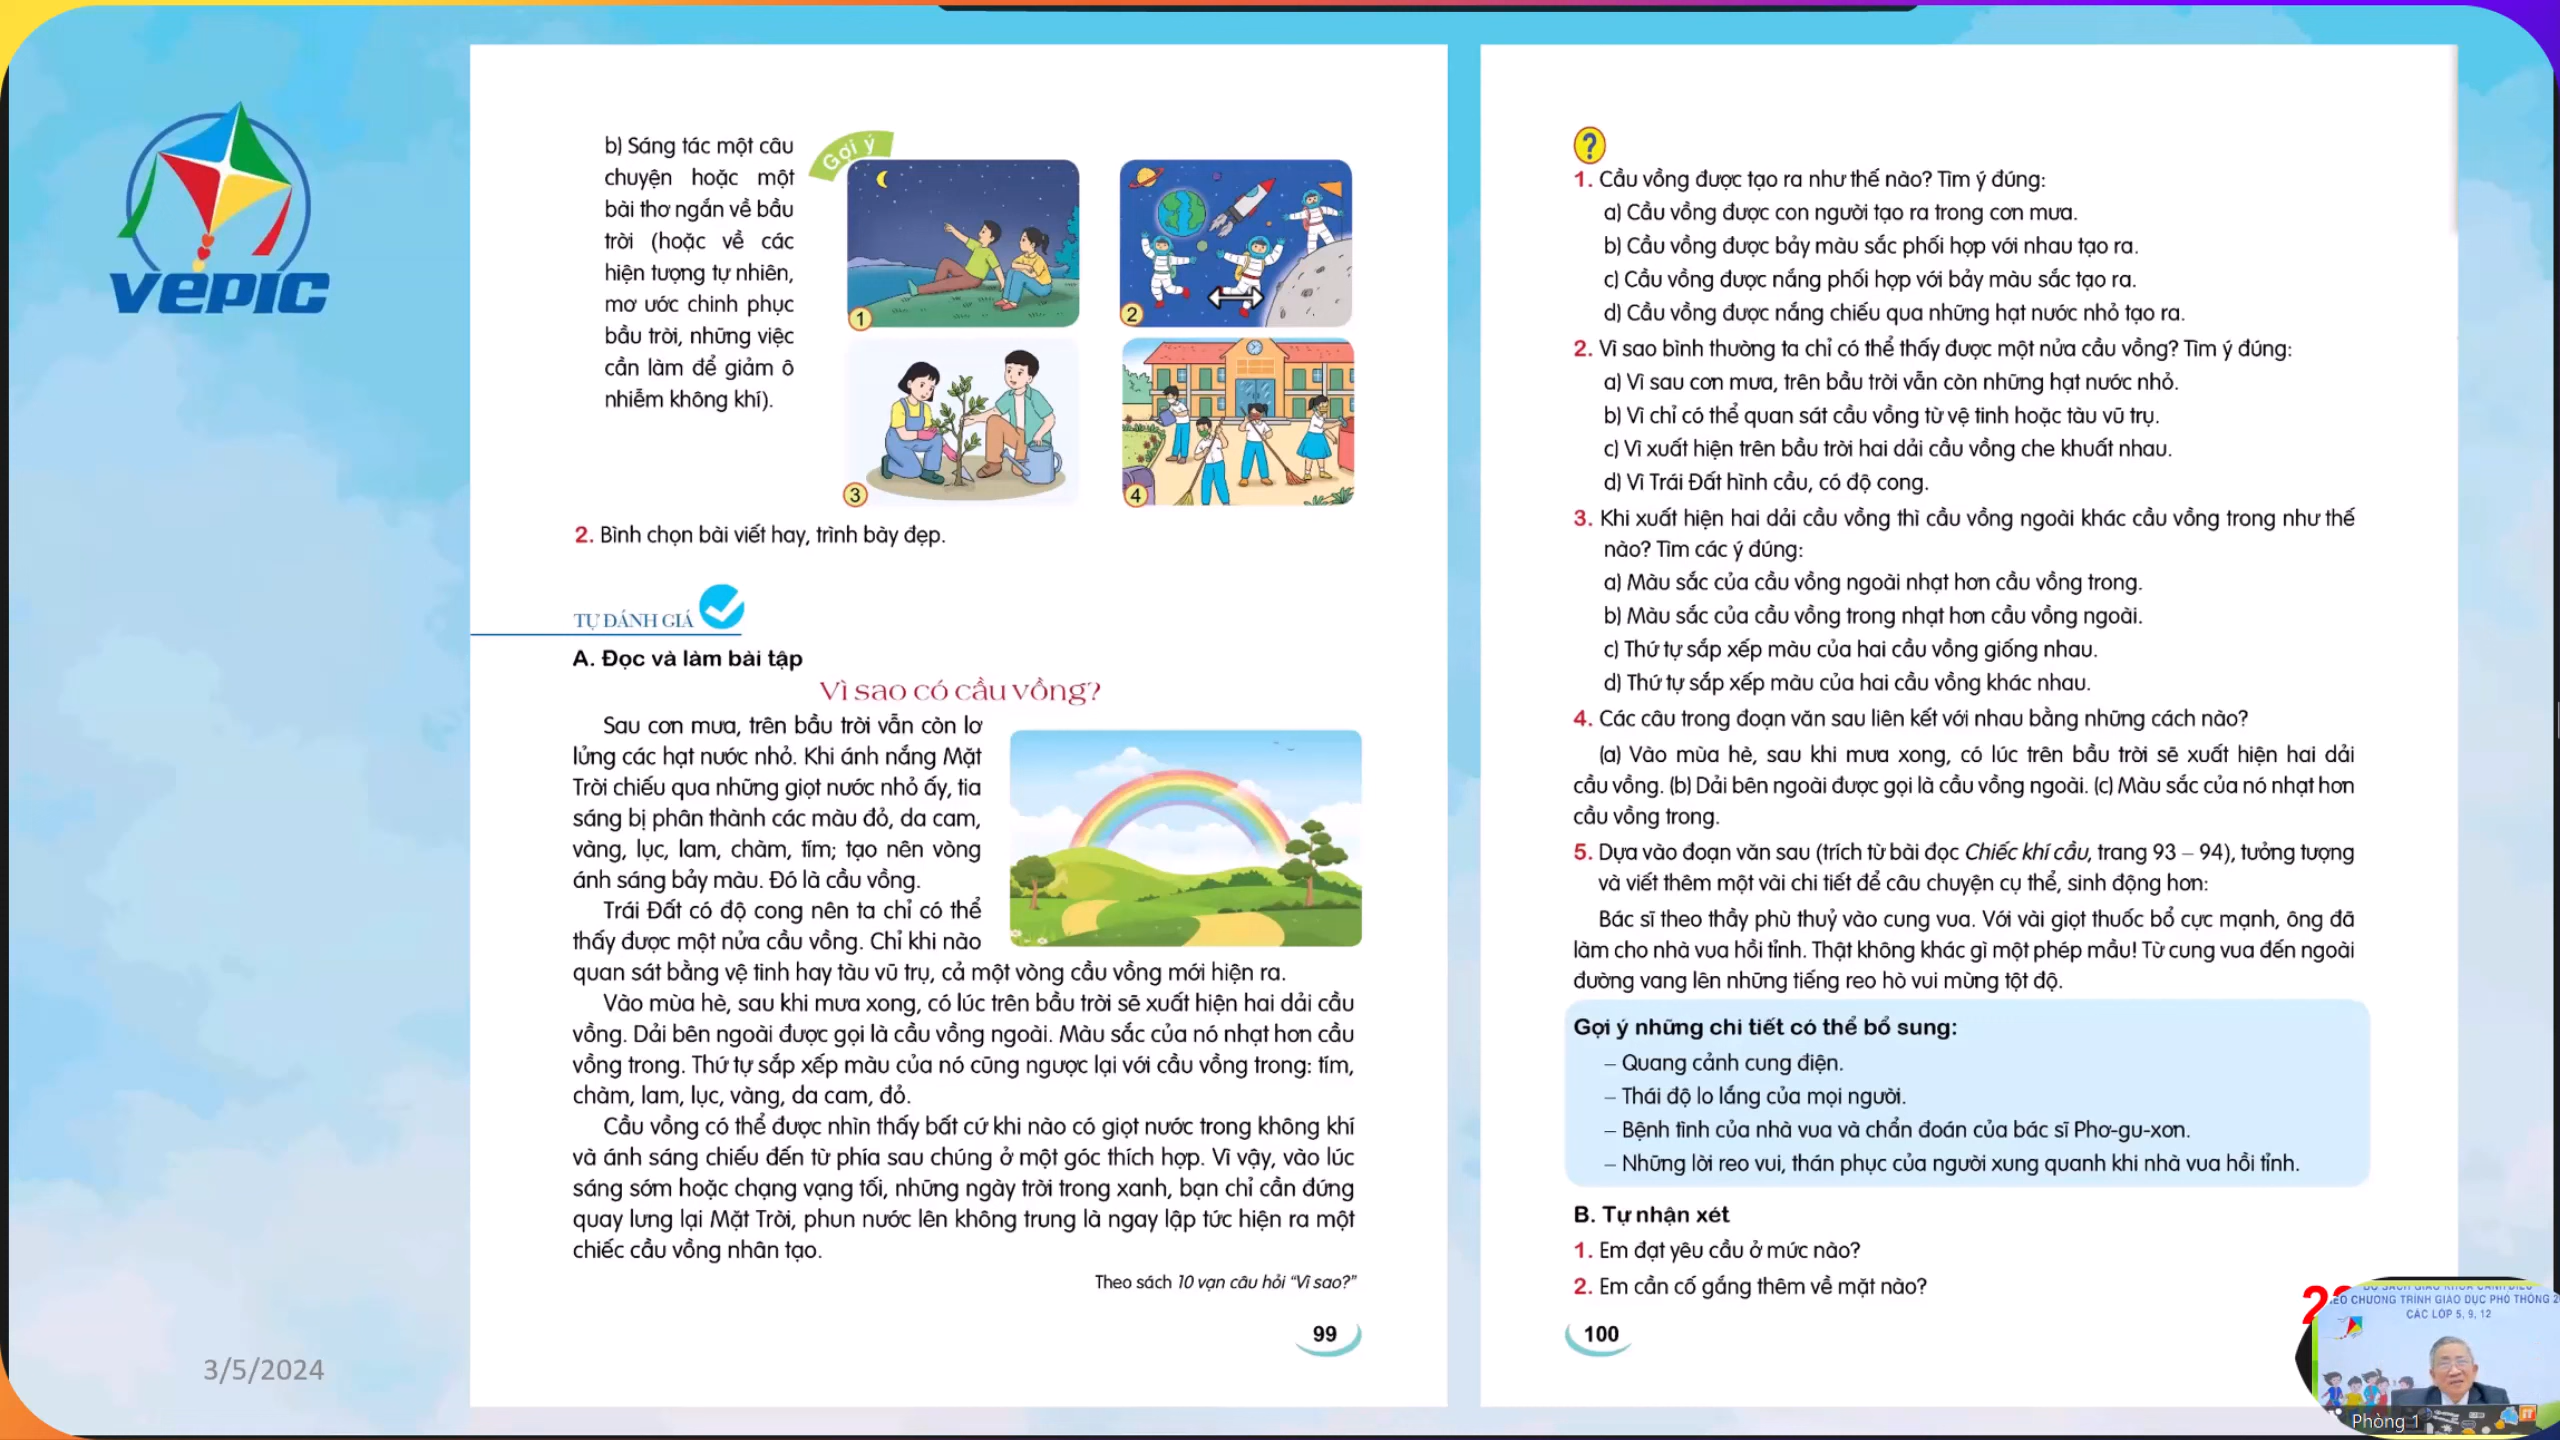 VEPIC
b) Sáng tác một câu
chuyện hoặc một
bài thơ ngắn về bầu
trời (hoặc về các
hiện tượng tự nhiên,
mơ ước chinh phục
bầu trời, những việc
cần làm để giảm ô
nhiễm không khí).
Gợi ý
1
2
3
4
2. Bình chọn bài viết hay, trình bày đẹp.
TỰ ĐÁNH GIÁ
A. Đọc và làm bài tập
Vì sao có cầu vồng?
Sau cơn mưa, trên bầu trời vẫn còn lơ
lửng các hạt nước nhỏ. Khi ánh nắng Mặt
Trời chiếu qua những giọt nước nhỏ ấy, tia
sáng bị phân thành các màu đỏ, da cam,
vàng, lục, lam, chàm, tím; tạo nên vòng
ánh sáng bảy màu. Đó là cầu vồng.
Trái Đất có độ cong nên ta chỉ có thể
thấy được một nửa cầu vồng. Chỉ khi nào
quan sát bằng vệ tinh hay tàu vũ trụ, cả một vòng cầu vồng mới hiện ra.
Vào mùa hè, sau khi mưa xong, có lúc trên bầu trời sẽ xuất hiện hai dải cầu
vồng. Dải bên ngoài được gọi là cầu vồng ngoài. Màu sắc của nó nhạt hơn cầu
vồng trong. Thứ tự sắp xếp màu của nó cũng ngược lại với cầu vồng trong: tím,
chàm, lam, lục, vàng, da cam, đỏ.
Cầu vồng có thể được nhìn thấy bất cứ khi nào có giọt nước trong không khí
và ánh sáng chiếu đến từ phía sau chúng ở một góc thích hợp. Vì vậy, vào lúc
sáng sớm hoặc chạng vạng tối, những ngày trời trong xanh, bạn chỉ cần đứng
quay lưng lại Mặt Trời, phun nước lên không trung là ngay lập tức hiện ra một
chiếc cầu vồng nhân tạo.
Theo sách 10 vạn câu hỏi “Vì sao?”
99
?
1. Cầu vồng được tạo ra như thế nào? Tìm ý đúng:
a) Cầu vồng được con người tạo ra trong cơn mưa.
b) Cầu vồng được bảy màu sắc phối hợp với nhau tạo ra.
c) Cầu vồng được nắng phối hợp với bảy màu sắc tạo ra.
d) Cầu vồng được nắng chiếu qua những hạt nước nhỏ tạo ra.
2. Vì sao bình thường ta chỉ có thể thấy được một nửa cầu vồng? Tìm ý đúng:
a) Vì sau cơn mưa, trên bầu trời vẫn còn những hạt nước nhỏ.
b) Vì chỉ có thể quan sát cầu vồng từ vệ tinh hoặc tàu vũ trụ.
c) Vì xuất hiện trên bầu trời hai dải cầu vồng che khuất nhau.
d) Vì Trái Đất hình cầu, có độ cong.
3. Khi xuất hiện hai dải cầu vồng thì cầu vồng ngoài khác cầu vồng trong như thế
nào? Tìm các ý đúng:
a) Màu sắc của cầu vồng ngoài nhạt hơn cầu vồng trong.
b) Màu sắc của cầu vồng trong nhạt hơn cầu vồng ngoài.
c) Thứ tự sắp xếp màu của hai cầu vồng giống nhau.
d) Thứ tự sắp xếp màu của hai cầu vồng khác nhau.
4. Các câu trong đoạn văn sau liên kết với nhau bằng những cách nào?
(a) Vào mùa hè, sau khi mưa xong, có lúc trên bầu trời sẽ xuất hiện hai dải
cầu vồng. (b) Dải bên ngoài được gọi là cầu vồng ngoài. (c) Màu sắc của nó nhạt hơn
cầu vồng trong.
5. Dựa vào đoạn văn sau (trích từ bài đọc Chiếc khí cầu, trang 93 – 94), tưởng tượng
và viết thêm một vài chi tiết để câu chuyện cụ thể, sinh động hơn:
Bác sĩ theo thầy phù thuỷ vào cung vua. Với vài giọt thuốc bổ cực mạnh, ông đã
làm cho nhà vua hồi tỉnh. Thật không khác gì một phép mầu! Từ cung vua đến ngoài
đường vang lên những tiếng reo hò vui mừng tột độ.
Gợi ý những chi tiết có thể bổ sung:
– Quang cảnh cung điện.
– Thái độ lo lắng của mọi người.
– Bệnh tình của nhà vua và chẩn đoán của bác sĩ Phơ-gu-xơn.
– Những lời reo vui, thán phục của người xung quanh khi nhà vua hồi tỉnh.
B. Tự nhận xét
1. Em đạt yêu cầu ở mức nào?
2. Em cần cố gắng thêm về mặt nào?
100
3/5/2024
CHƯƠNG TRÌNH GIÁO DỤC PHỔ THÔNG
CÁC LỚP 5, 9, 12
Phòng 1